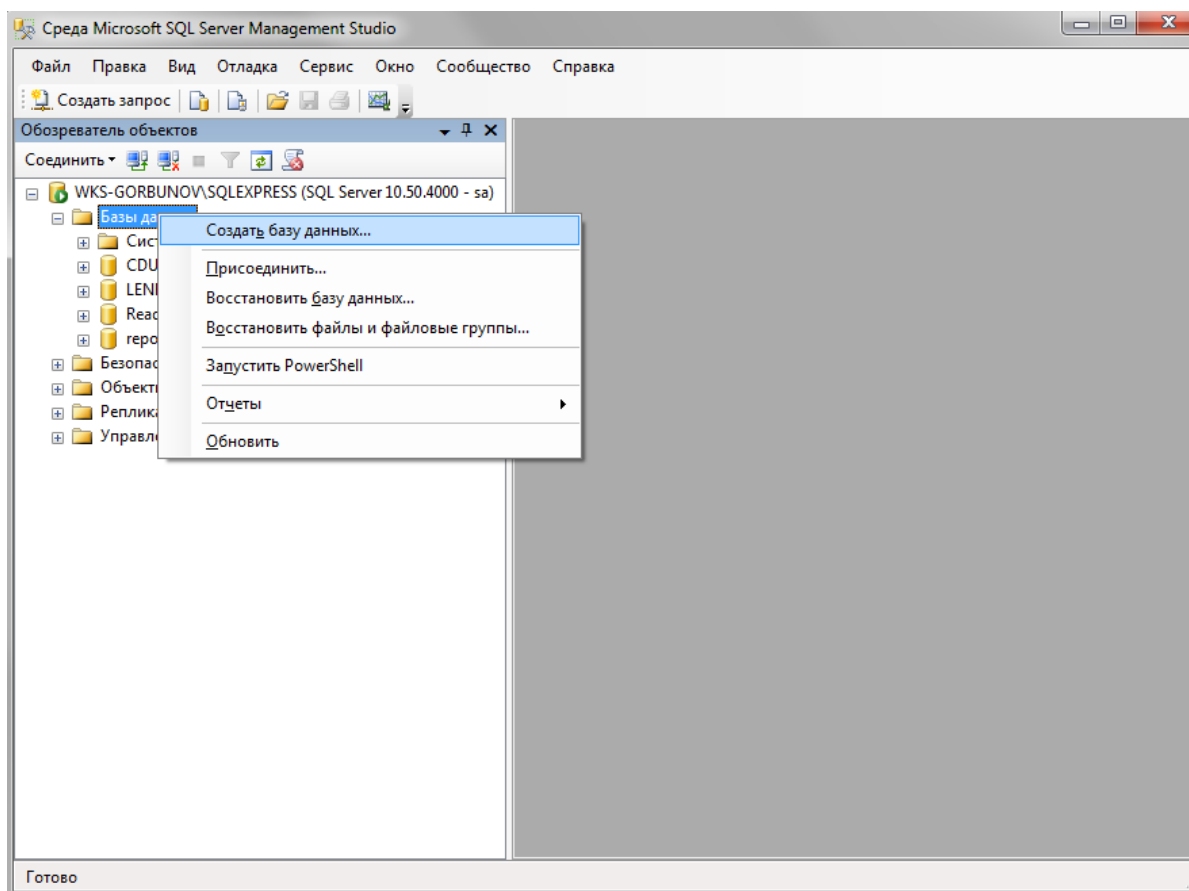 Среда Microsoft SQL Server Management Studio
Файл Правка Вид Отладка Сервис Окно Сообщество Справка
Создать запрос
Обозреватель объектов
Соединить
WKS-GORBUNOV\SQLEXPRESS (SQL Server 10.50.4000 - sa)
Базы
CDU
Создать базу данных...
Присоединить...
Восстановить базу данных...
Восстановить файлы и файловые группы...
Запустить PowerShell
Отчеты
Обновить
Готово